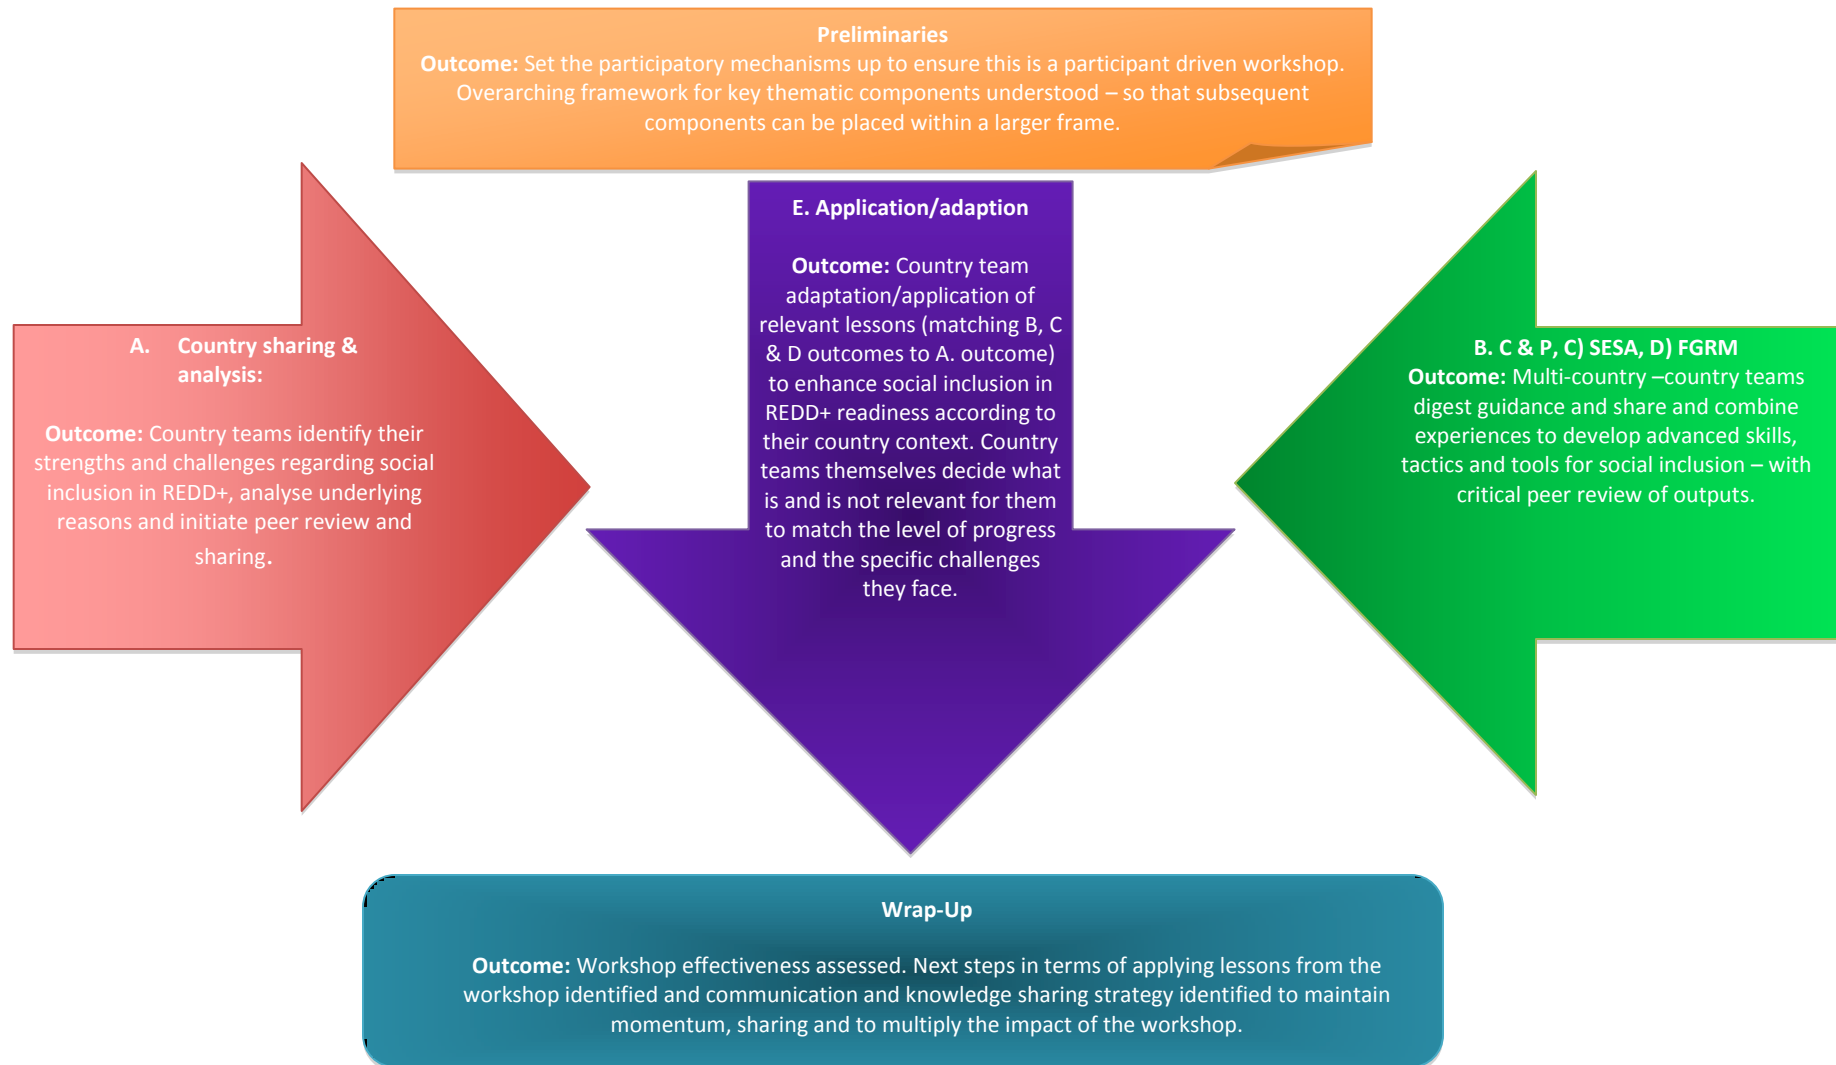 Preliminaries
Outcome: Set the participatory mechanisms up to ensure this is a participant driven workshop.
Overarching framework for key thematic components understood – so that subsequent
components can be placed within a larger frame.
A. Country sharing &
analysis:
Outcome: Country teams identify their
strengths and challenges regarding social
inclusion in REDD+, analyse underlying
reasons and initiate peer review and
sharing.
E. Application/adaption
Outcome: Country team
adaptation/application of
relevant lessons (matching B, C
& D outcomes to A. outcome)
to enhance social inclusion in
REDD+ readiness according to
their country context. Country
teams themselves decide what
is and is not relevant for them
to match the level of progress
and the specific challenges
they face.
B. C & P, C) SESA, D) FGRM
Outcome: Multi-country –country teams
digest guidance and share and combine
experiences to develop advanced skills,
tactics and tools for social inclusion – with
critical peer review of outputs.
Wrap-Up
Outcome: Workshop effectiveness assessed. Next steps in terms of applying lessons from the
workshop identified and communication and knowledge sharing strategy identified to maintain
momentum, sharing and to multiply the impact of the workshop.